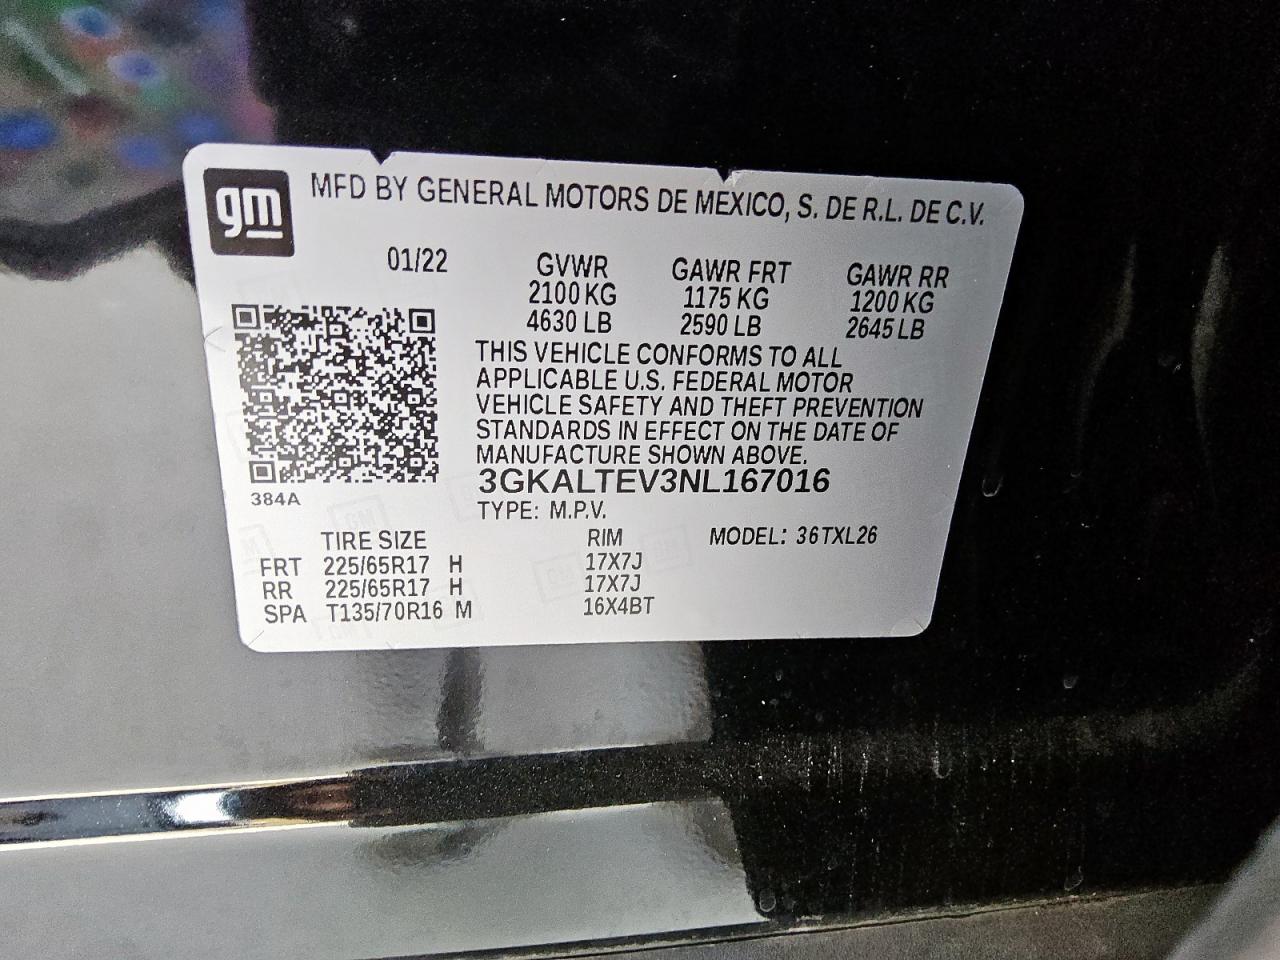 gm
MFD BY GENERAL MOTORS DE MEXICO, S. DE R.L. DE C.V.
01/22 GVWR GAWR FRT GAWR RR
2100 KG 1175 KG 1200 KG
4630 LB 2590 LB 2645 LB
THIS VEHICLE CONFORMS TO ALL
APPLICABLE U.S. FEDERAL MOTOR
VEHICLE SAFETY AND THEFT PREVENTION
STANDARDS IN EFFECT ON THE DATE OF
MANUFACTURE SHOWN ABOVE.
3GKALTEV3NL167016
384A
TYPE: M.P.V.
TIRE SIZE RIM MODEL: 36TXL26
FRT 225/65R17 H 17X7J
RR 225/65R17 H 17X7J
SPA T135/70R16 M 16X4BT